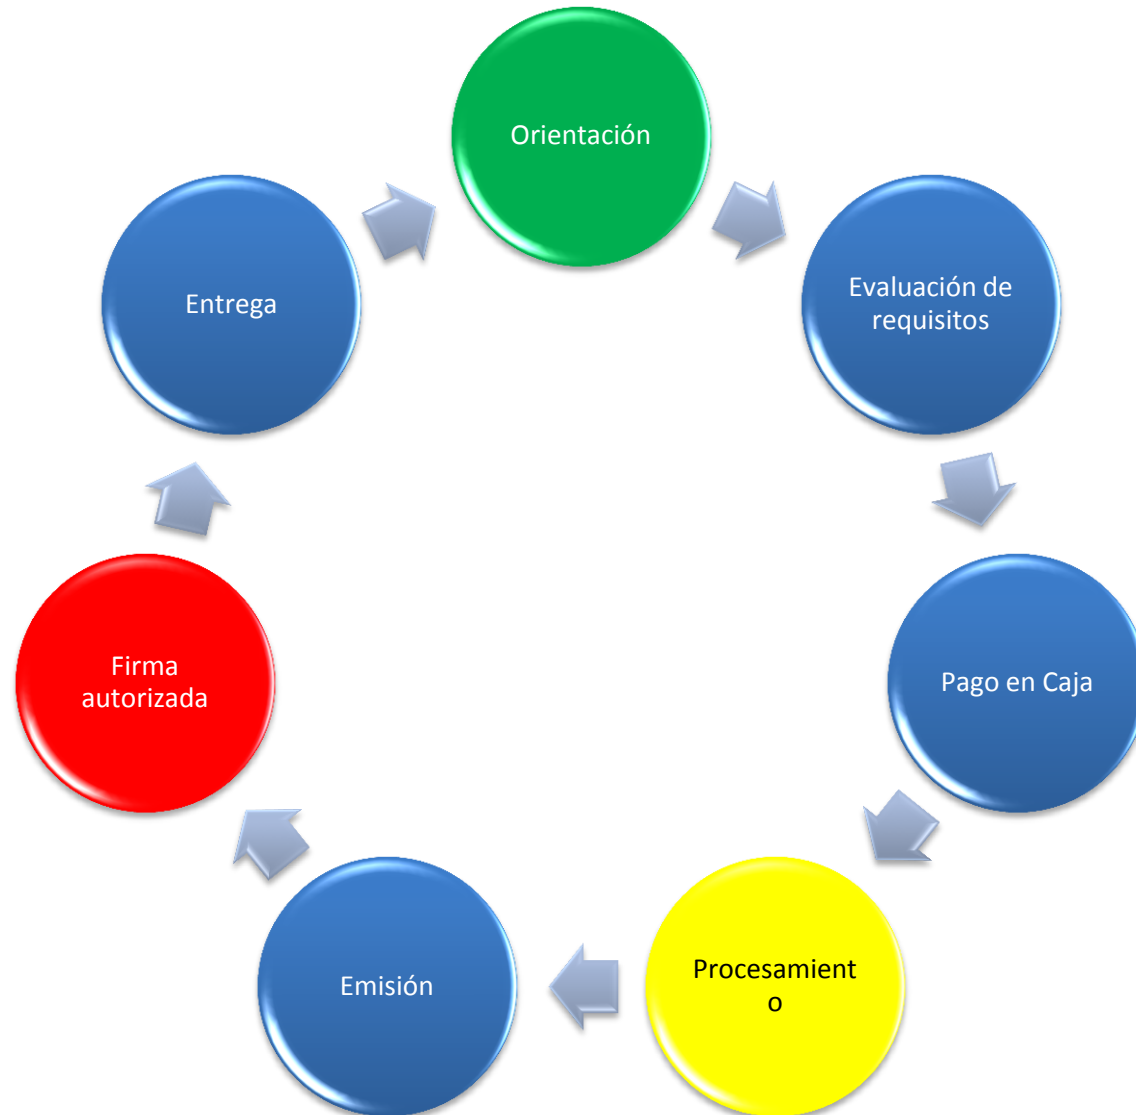 Orientación
Evaluación de
requisitos
Pago en Caja
Procesamient
o
Emisión
Firma
autorizada
Entrega